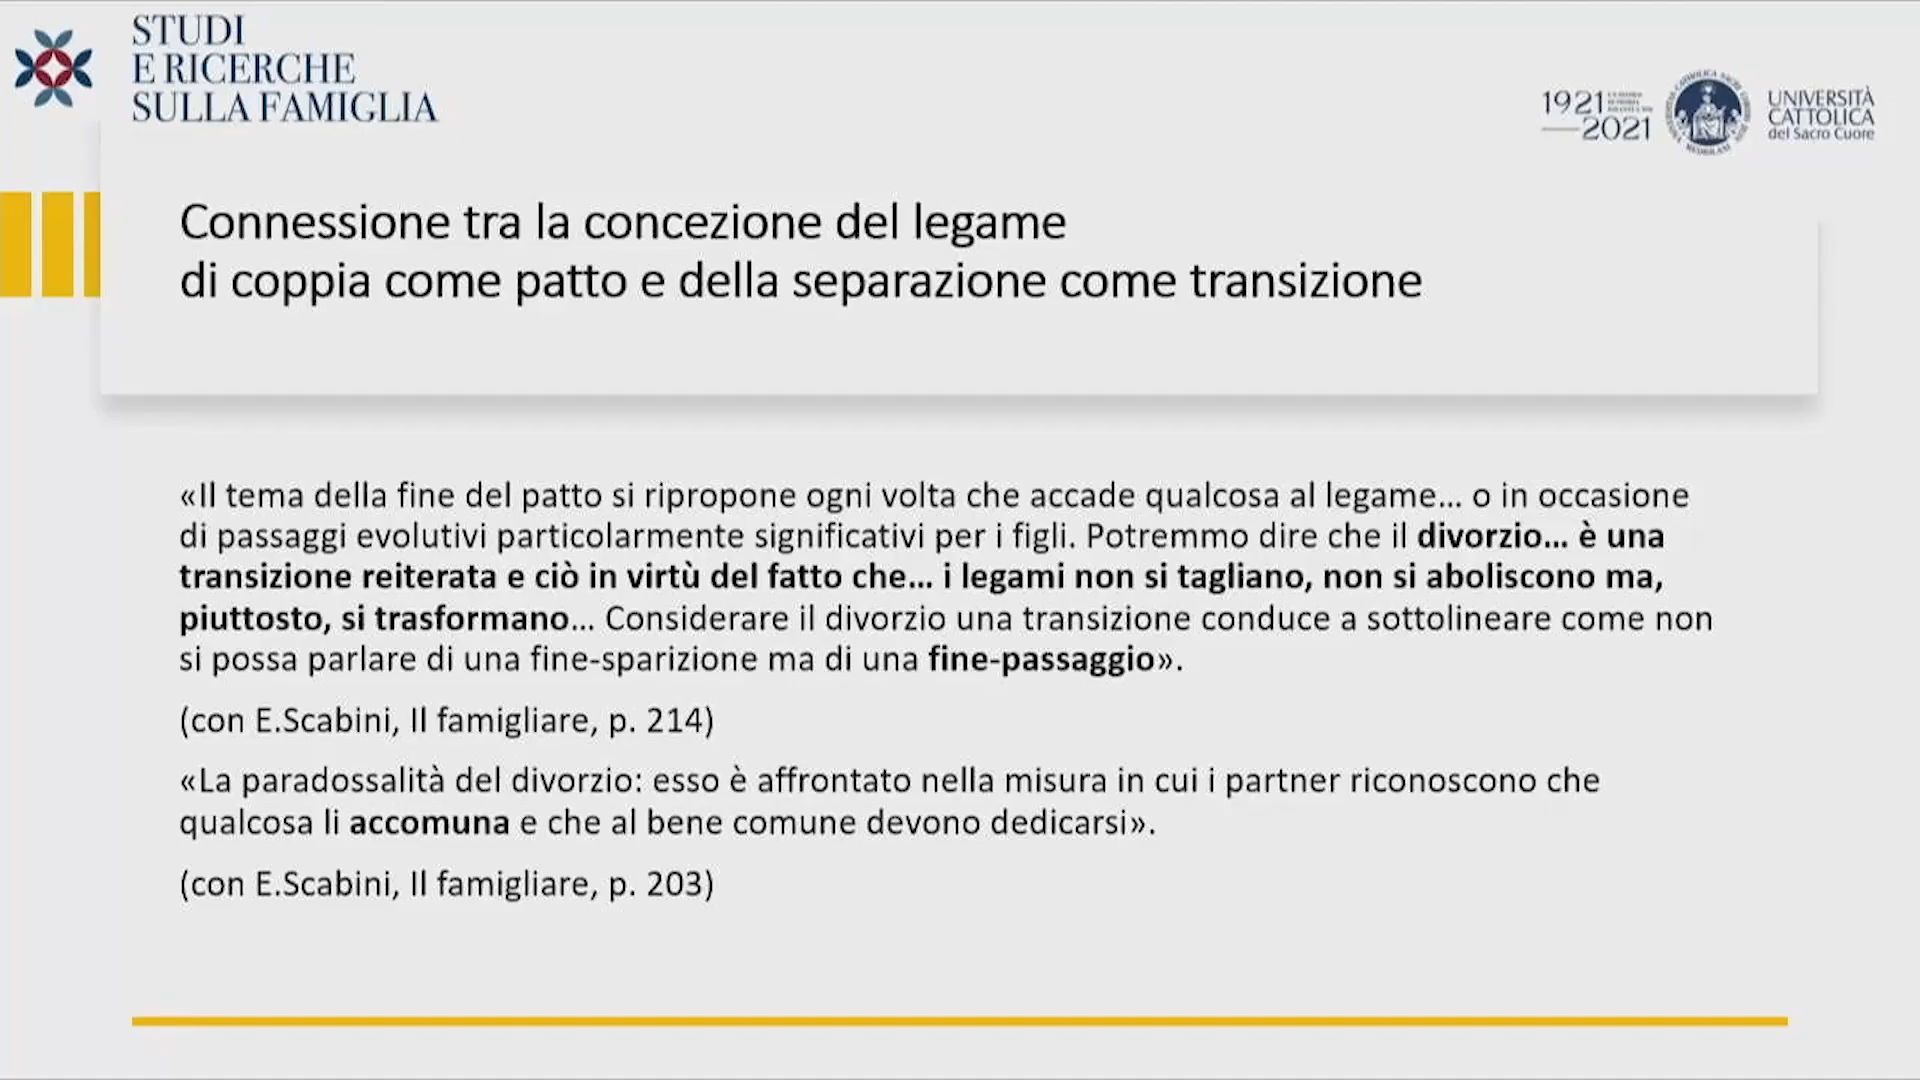 STUDI
E RICERCHE
SULLA FAMIGLIA
1921
2021
UNIVERSITÀ
CATTOLICA
del Sacro Cuore
Connessione tra la concezione del legame
di coppia come patto e della separazione come transizione
«Il tema della fine del patto si ripropone ogni volta che accade qualcosa al legame… o in occasione
di passaggi evolutivi particolarmente significativi per i figli. Potremmo dire che il divorzio… è una
transizione reiterata e ciò in virtù del fatto che… i legami non si tagliano, non si aboliscono ma,
piuttosto, si trasformano… Considerare il divorzio una transizione conduce a sottolineare come non
si possa parlare di una fine-sparizione ma di una fine-passaggio».
(con E.Scabini, Il famigliare, p. 214)
«La paradossalità del divorzio: esso è affrontato nella misura in cui i partner riconoscono che
qualcosa li accomuna e che al bene comune devono dedicarsi».
(con E.Scabini, Il famigliare, p. 203)